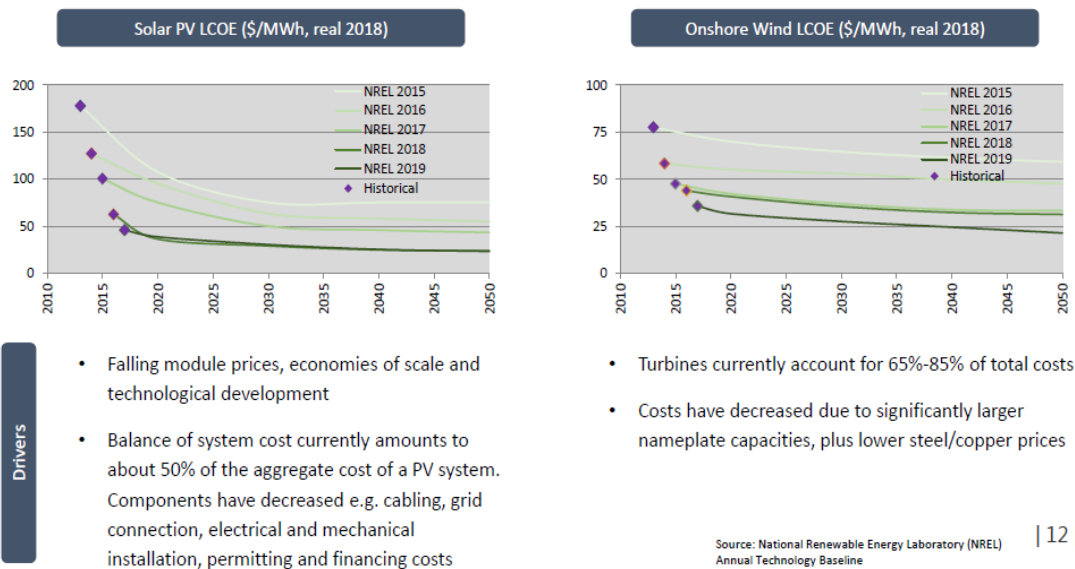 Solar PV LCOE ($/MWh, real 2018)
200
150
100
50
0
2010
2015
2020
2025
2030
2035
2040
2045
2050
NREL 2015
NREL 2016
NREL 2017
NREL 2018
NREL 2019
Historical
Onshore Wind LCOE ($/MWh, real 2018)
100
75
50
25
0
2010
2015
2020
2025
2030
2035
2040
2045
2050
NREL 2015
NREL 2016
NREL 2017
NREL 2018
NREL 2019
Historical
Drivers
• Falling module prices, economies of scale and
technological development
• Balance of system cost currently amounts to
about 50% of the aggregate cost of a PV system.
Components have decreased e.g. cabling, grid
connection, electrical and mechanical
installation, permitting and financing costs
• Turbines currently account for 65%-85% of total costs
• Costs have decreased due to significantly larger
nameplate capacities, plus lower steel/copper prices
Source: National Renewable Energy Laboratory (NREL)
Annual Technology Baseline
| 12